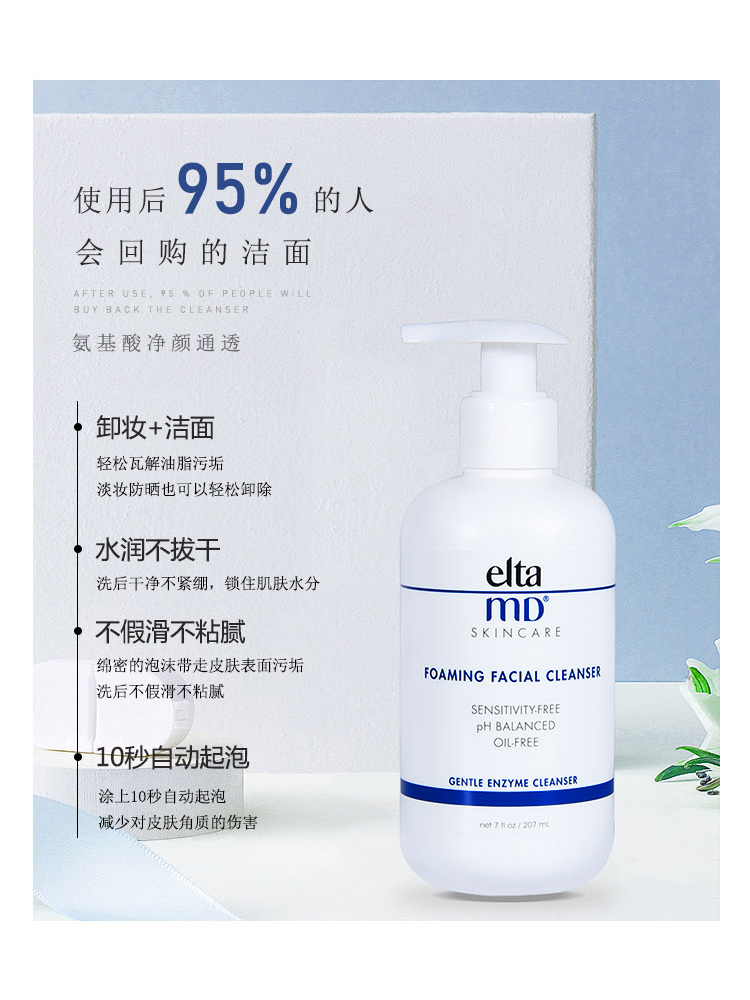 使用后 95% 的人
会回购的洁面
AFTER USE, 95 % OF PEOPLE WILL
BUY BACK THE CLEANSER
氨基酸净颜通透
卸妆+洁面
轻松瓦解油脂污垢
淡妆防晒也可以轻松卸除
水润不拔干
洗后干净不紧绷，锁住肌肤水分
不假滑不粘腻
绵密的泡沫带走皮肤表面污垢
洗后不假滑不粘腻
10秒自动起泡
涂上10秒自动起泡
减少对皮肤角质的伤害
elta
MD®
SKINCARE
FOAMING FACIAL CLEANSER
SENSITIVITY-FREE
pH BALANCED
OIL-FREE
GENTLE ENZYME CLEANSER
net 7 fl oz / 207 mL